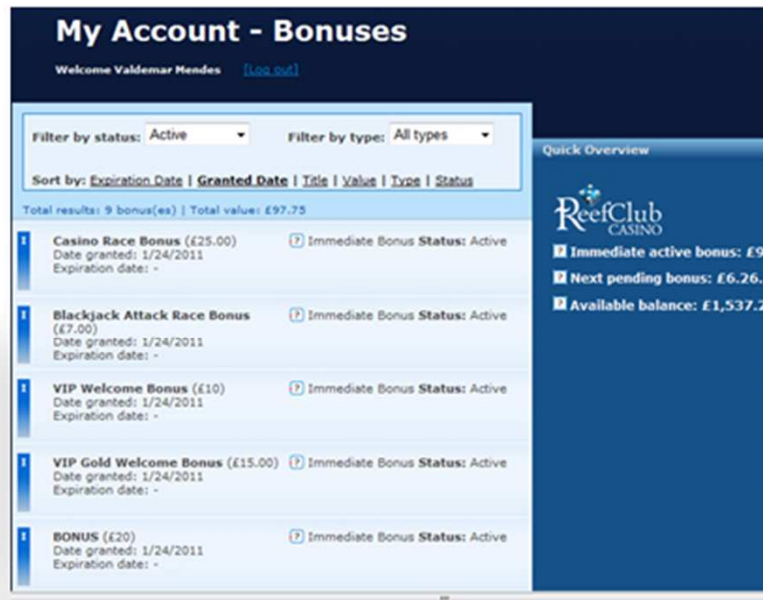 My Account - Bonuses
Welcome Valdemar Mendes [Log out]
Filter by status: Active Filter by type: All types
Sort by: Expiration Date | Granted Date | Title | Value | Type | Status
Total results: 9 bonus(es) | Total value: £97.75
Casino Race Bonus (£25.00) Immediate Bonus Status: Active
Date granted: 1/24/2011
Expiration date: -
Blackjack Attack Race Bonus Immediate Bonus Status: Active
(£7.00)
Date granted: 1/24/2011
Expiration date: -
VIP Welcome Bonus (£10) Immediate Bonus Status: Active
Date granted: 1/24/2011
Expiration date: -
VIP Gold Welcome Bonus (£15.00) Immediate Bonus Status: Active
Date granted: 1/24/2011
Expiration date: -
BONUS (£20) Immediate Bonus Status: Active
Date granted: 1/24/2011
Expiration date: -
Quick Overview
ReefClub
CASINO
Immediate active bonus: £9
Next pending bonus: £6.26.
Available balance: £1,537.2